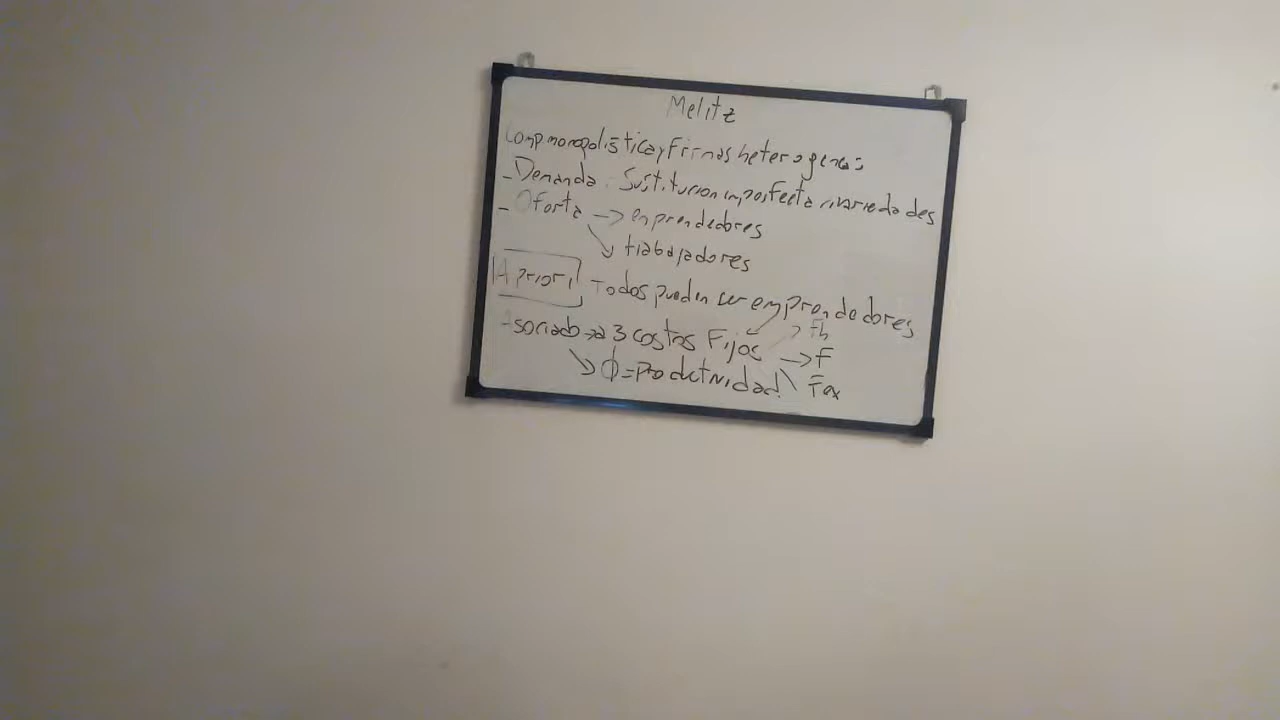 Melitz
Comp monopolística y Firmas heterogeneas
- Demanda: Sustitucion imperfecta variedades
- Oferta → emprendedores
↘ trabajadores
A priori Todos pueden ser emprendedores
Asociado → a 3 costos Fijos → Fh
→ F
Fex
↘ ϕ = Productividad